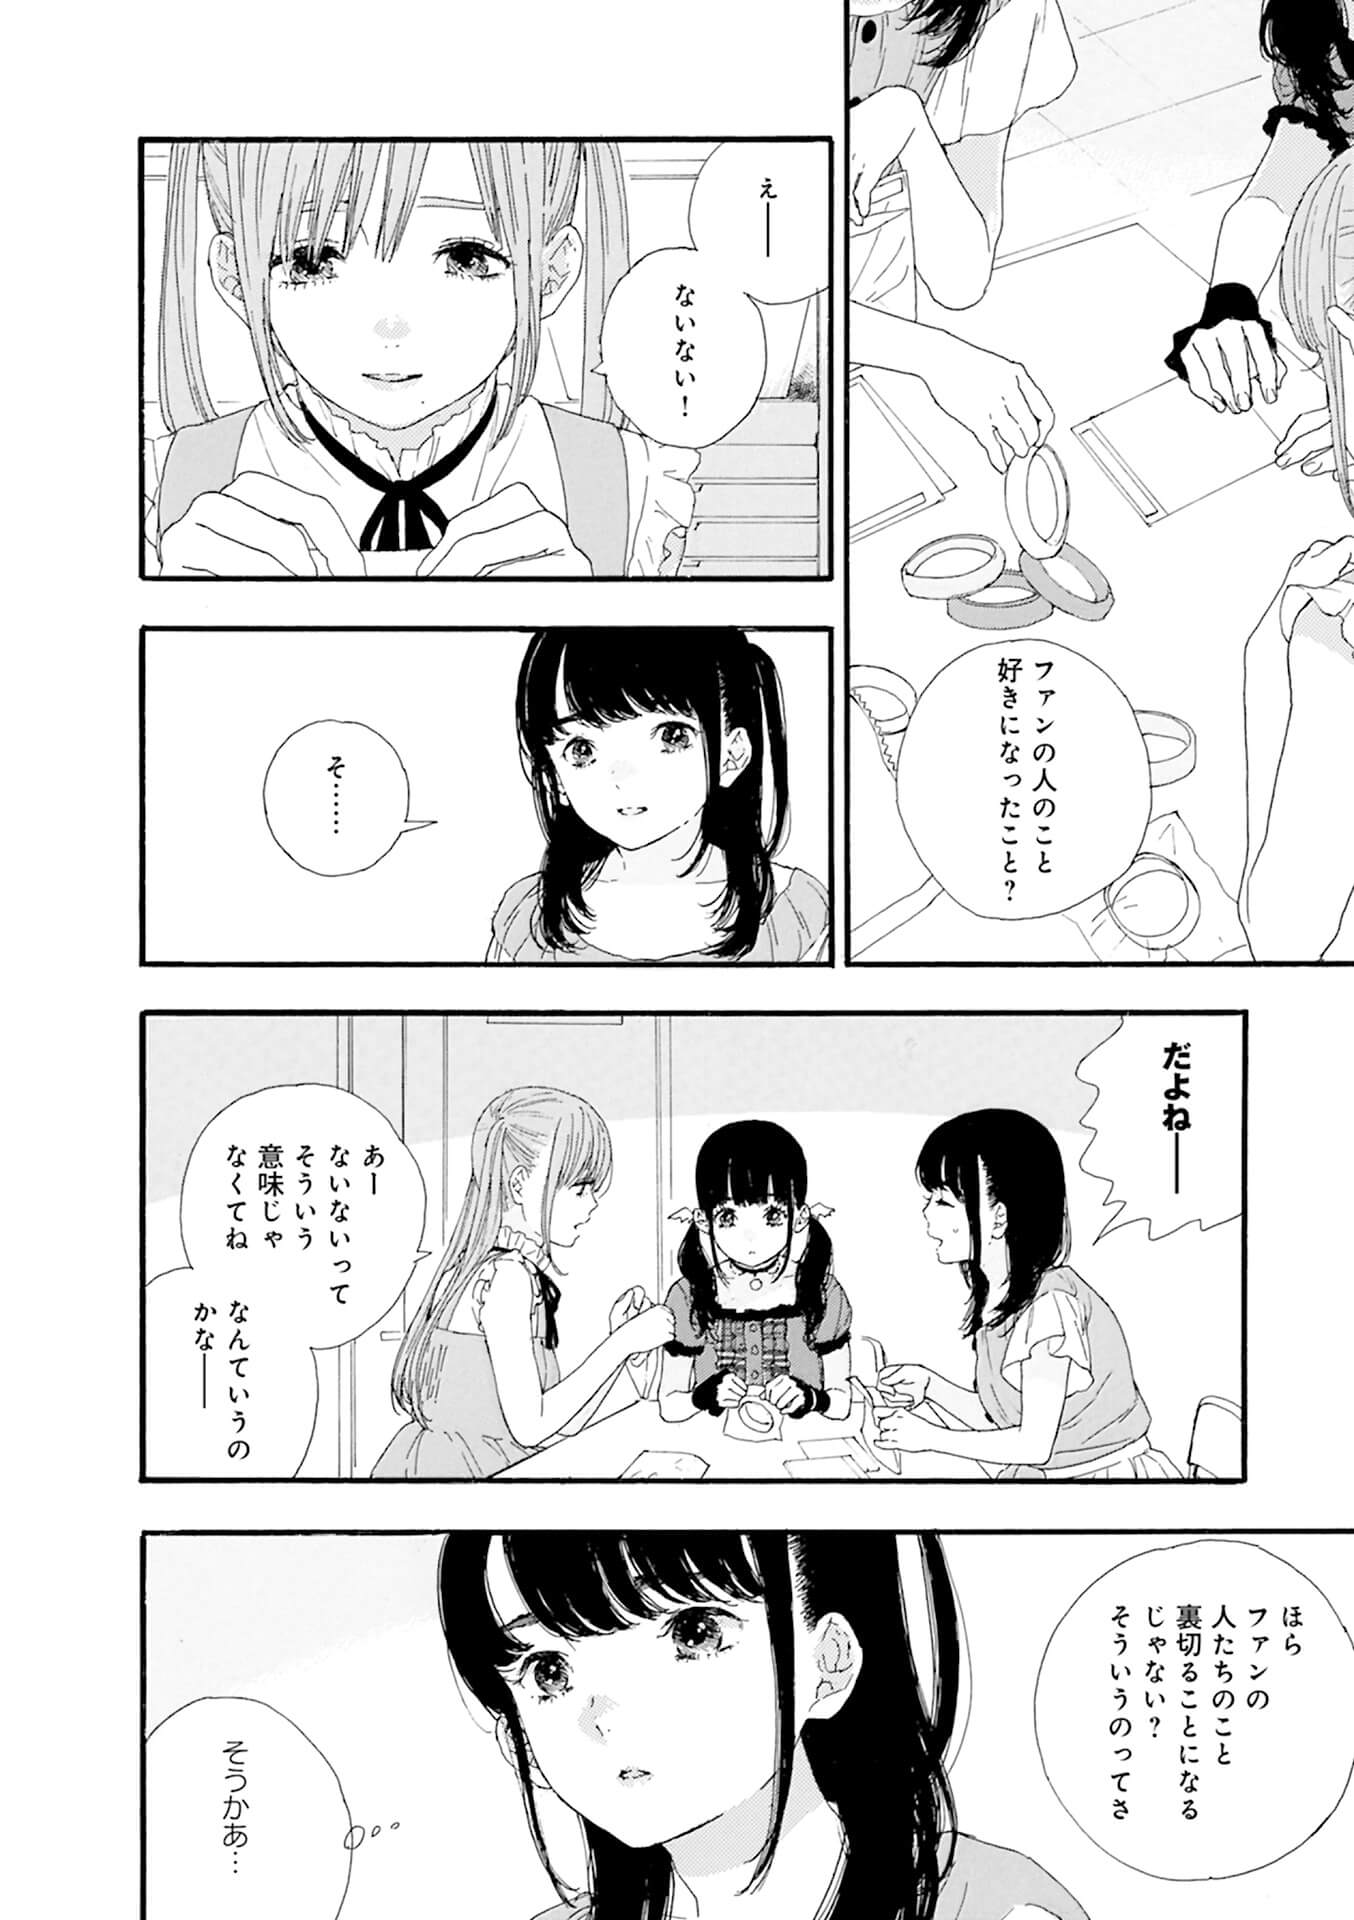 ファンの人のこと
好きになったこと?
え――
ないない!
そ……
だよね――
あー
ないないって
そういう
意味じゃ
なくてね
なんていうの
かな――
ほら
ファンの
人たちのこと
裏切ることになる
じゃない?
そういうのってさ
そうかあ…